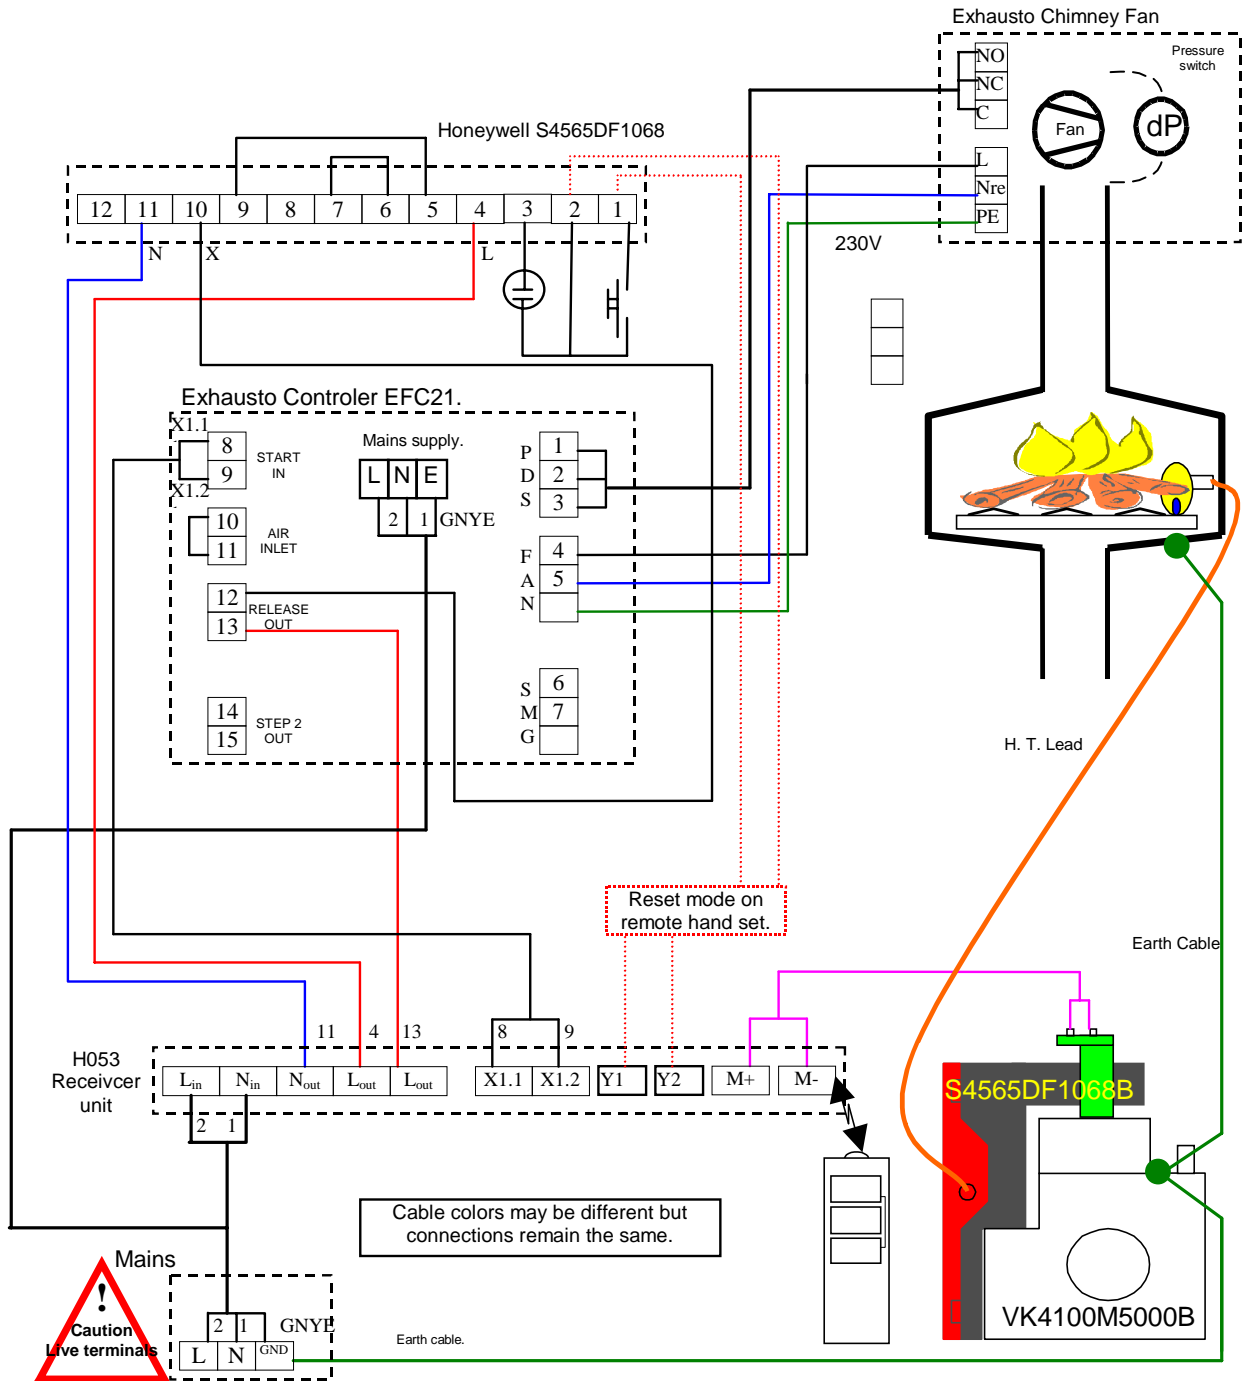 Exhausto Chimney Fan
NO
NC
C
Pressure
switch
Fan
dP
L
Nre
PE
230V
Honeywell S4565DF1068
12 11 10 9 8 7 6 5 4 3 2 1
N X L
Exhausto Controler EFC21.
X1.1
8
9
X1.2
START
IN
10
11
AIR
INLET
12
13
RELEASE
OUT
14
15
STEP 2
OUT
Mains supply.
L N E
2 1 GNYE
P
D
S
1
2
3
F
A
N
4
5
S
M
G
6
7
H. T. Lead
Reset mode on
remote hand set.
Earth Cable
11 4 13
8 9
H053
Receivcer
unit
Lin Nin Nout Lout Lout X1.1 X1.2 Y1 Y2 M+ M-
2 1
S4565DF1068B
VK4100M5000B
Cable colors may be different but
connections remain the same.
Mains
!
Caution
Live terminals
2 1 GNYE
L N GND
Earth cable.